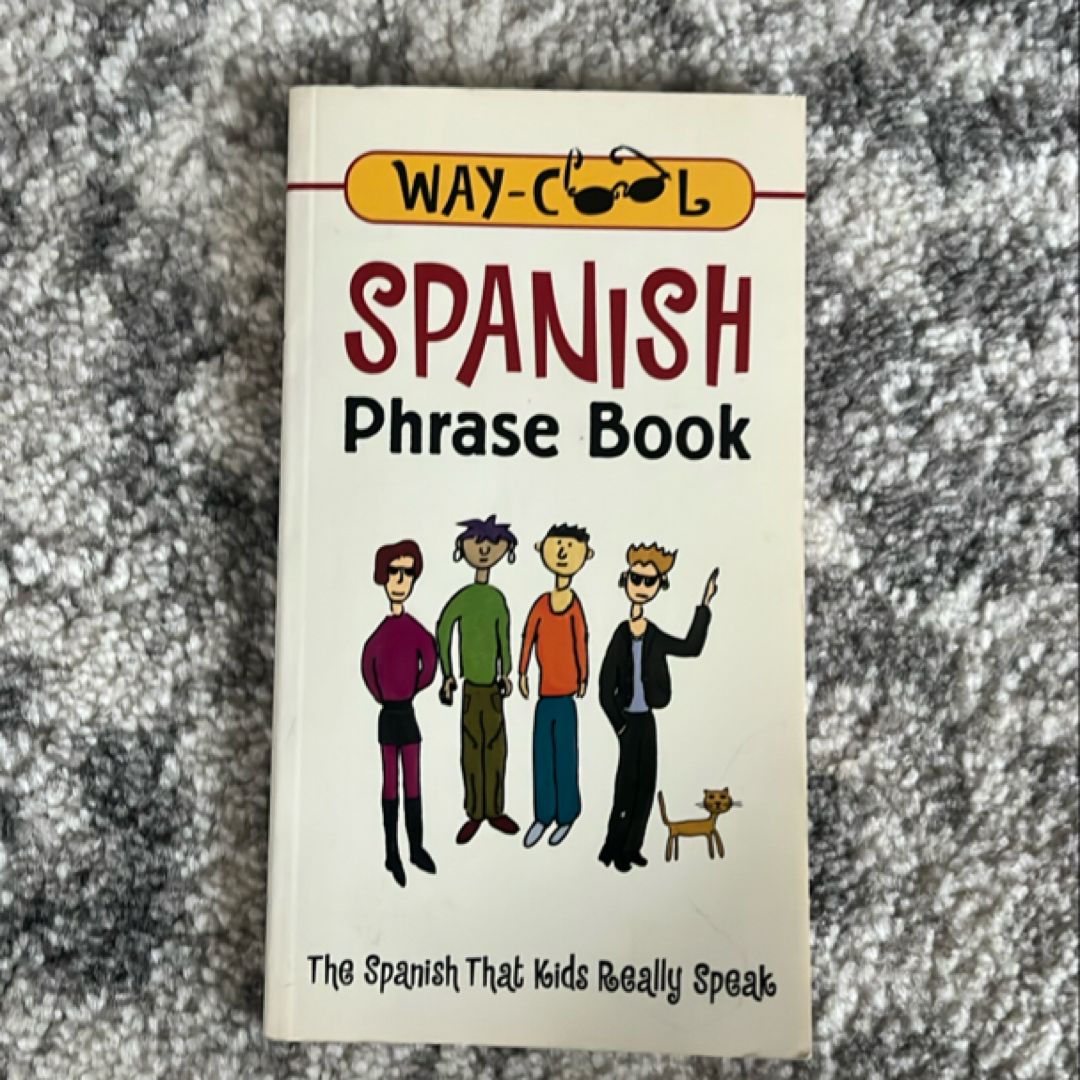 WAY-COOL
SPANISH
Phrase Book
The Spanish That Kids Really Speak